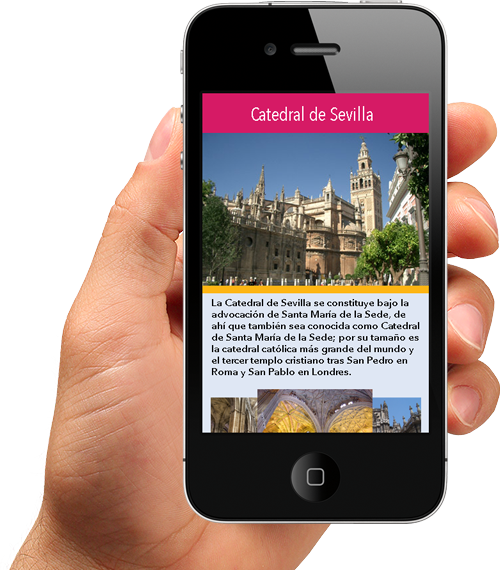 Catedral de Sevilla
La Catedral de Sevilla se constituye bajo la
advocación de Santa María de la Sede, de
ahí que también sea conocida como Catedral
de Santa María de la Sede; por su tamaño es
la catedral católica más grande del mundo y
el tercer templo cristiano tras San Pedro en
Roma y San Pablo en Londres.